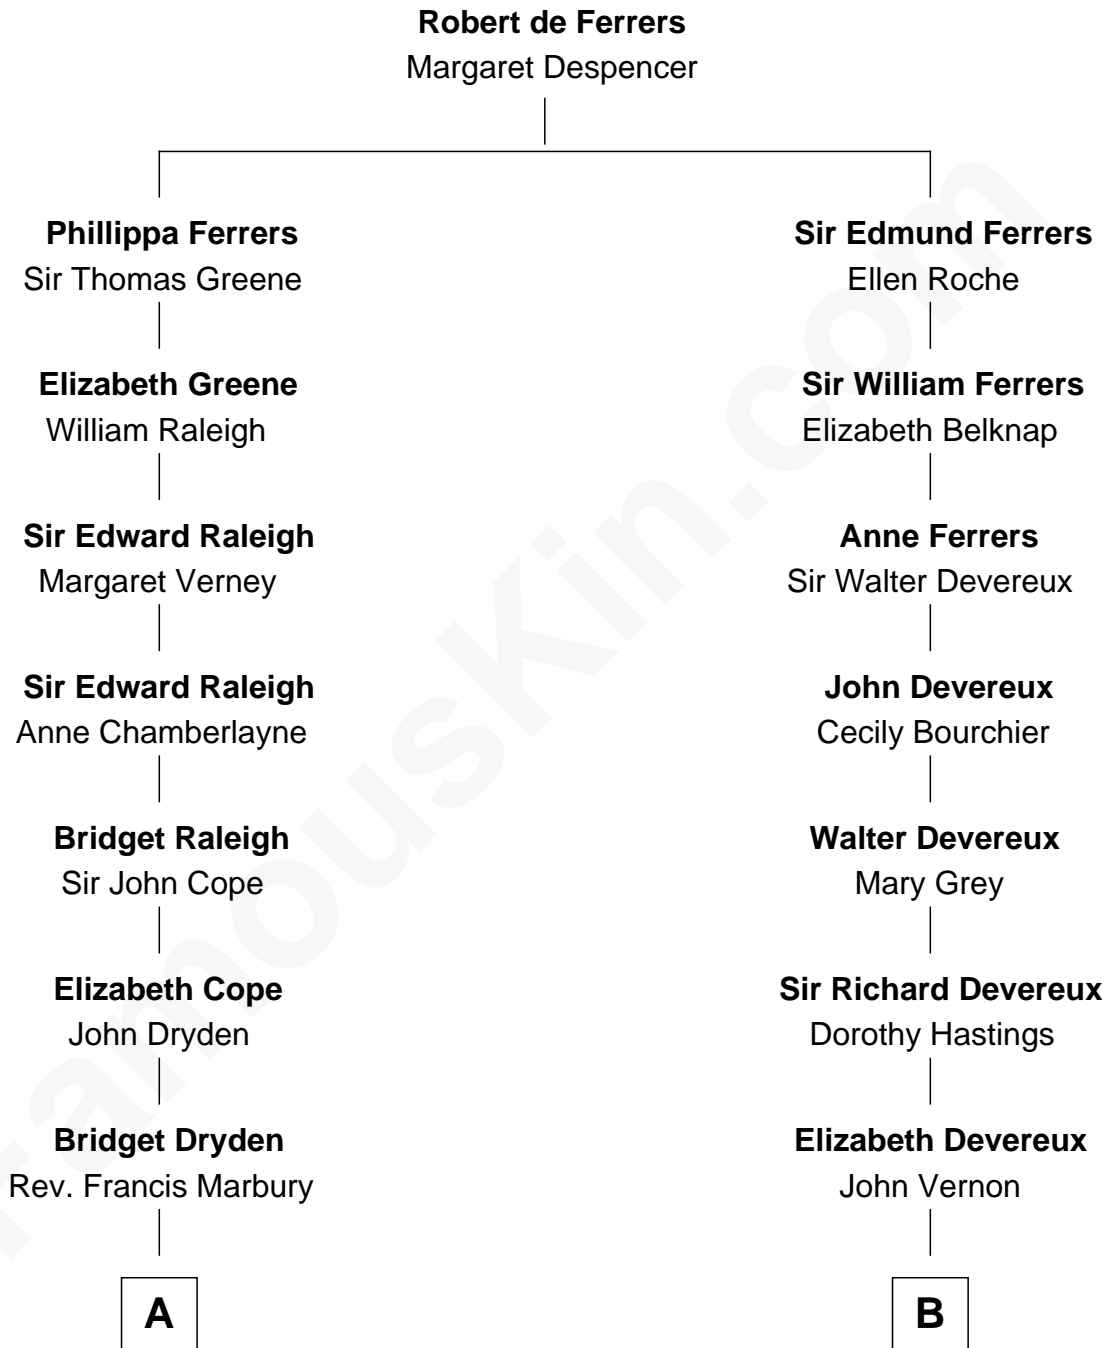 Robert de Ferrers
Margaret Despencer
Phillippa Ferrers
Sir Thomas Greene
Elizabeth Greene
William Raleigh
Sir Edward Raleigh
Margaret Verney
Sir Edward Raleigh
Anne Chamberlayne
Bridget Raleigh
Sir John Cope
Elizabeth Cope
John Dryden
Bridget Dryden
Rev. Francis Marbury
A
Sir Edmund Ferrers
Ellen Roche
Sir William Ferrers
Elizabeth Belknap
Anne Ferrers
Sir Walter Devereux
John Devereux
Cecily Bourchier
Walter Devereux
Mary Grey
Sir Richard Devereux
Dorothy Hastings
Elizabeth Devereux
John Vernon
B
FamousKin.com